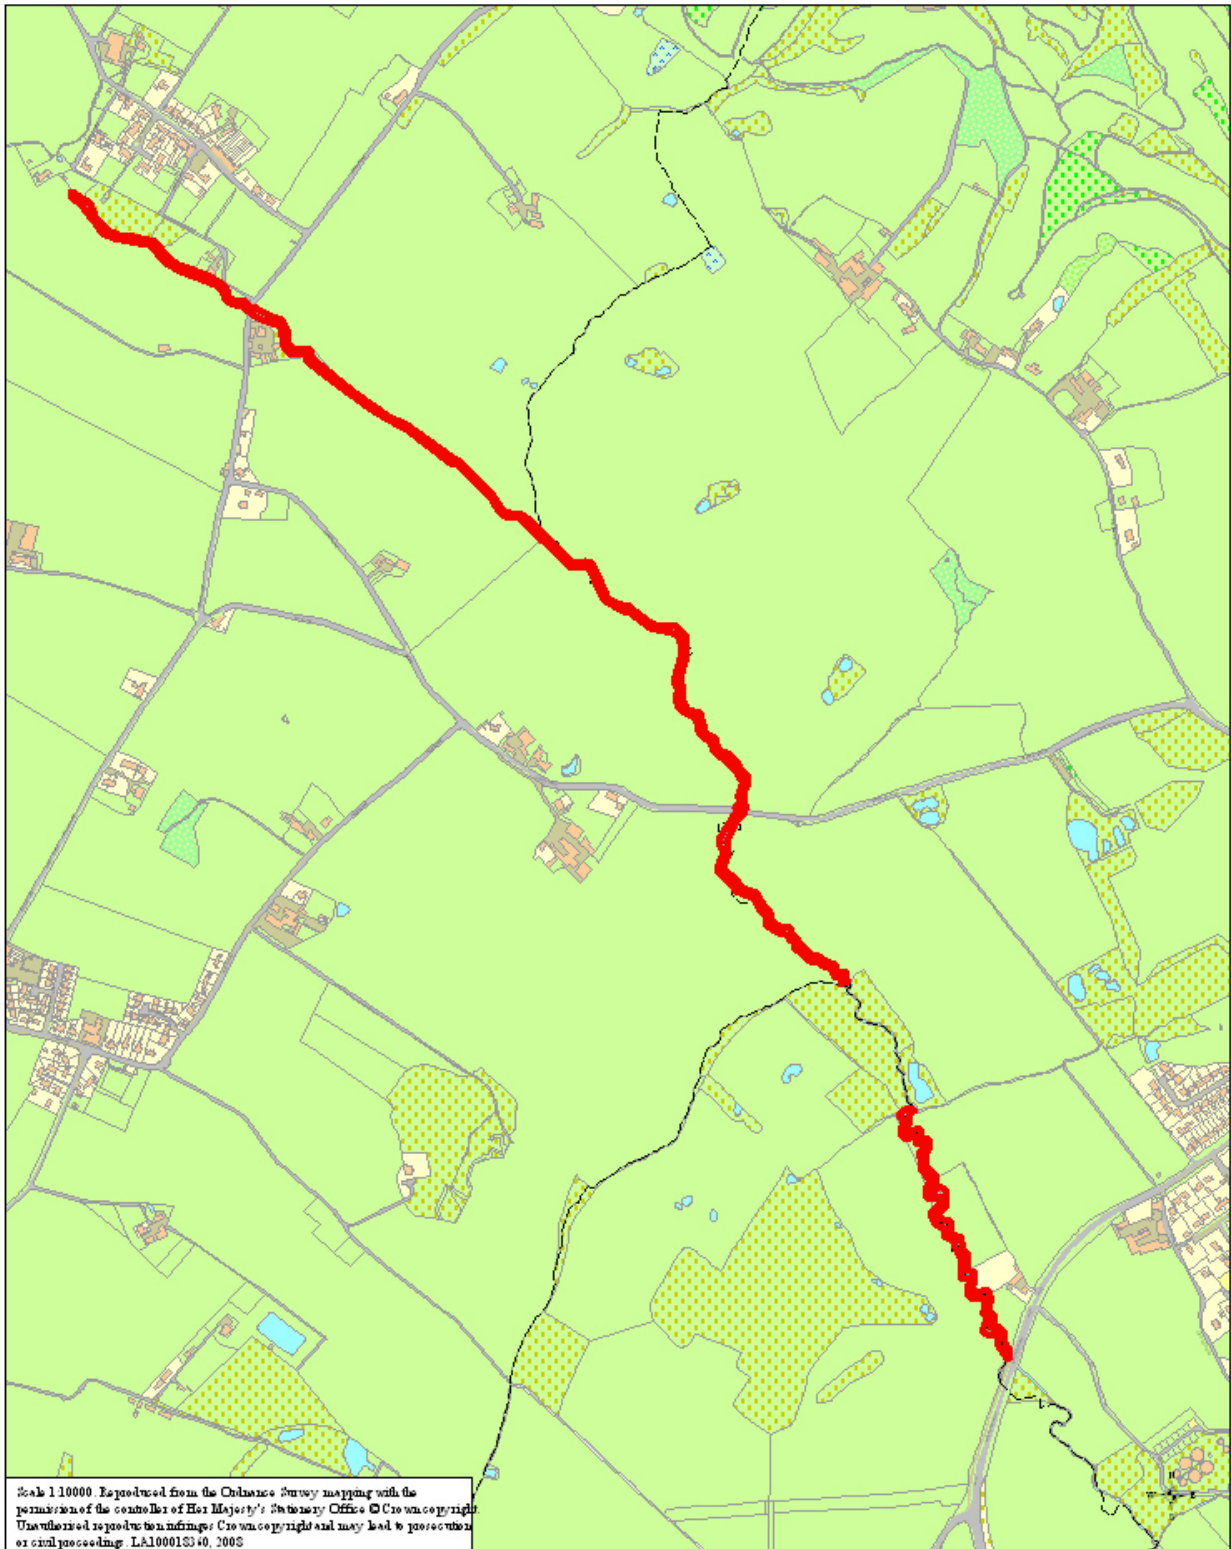 Scale 1:10000. Reproduced from the Ordnance Survey mapping with the
permission of the controller of Her Majesty's Stationery Office © Crown copyright.
Unauthorised reproduction infringes Crown copyright and may lead to prosecution
or civil proceedings. LA100018360, 2008